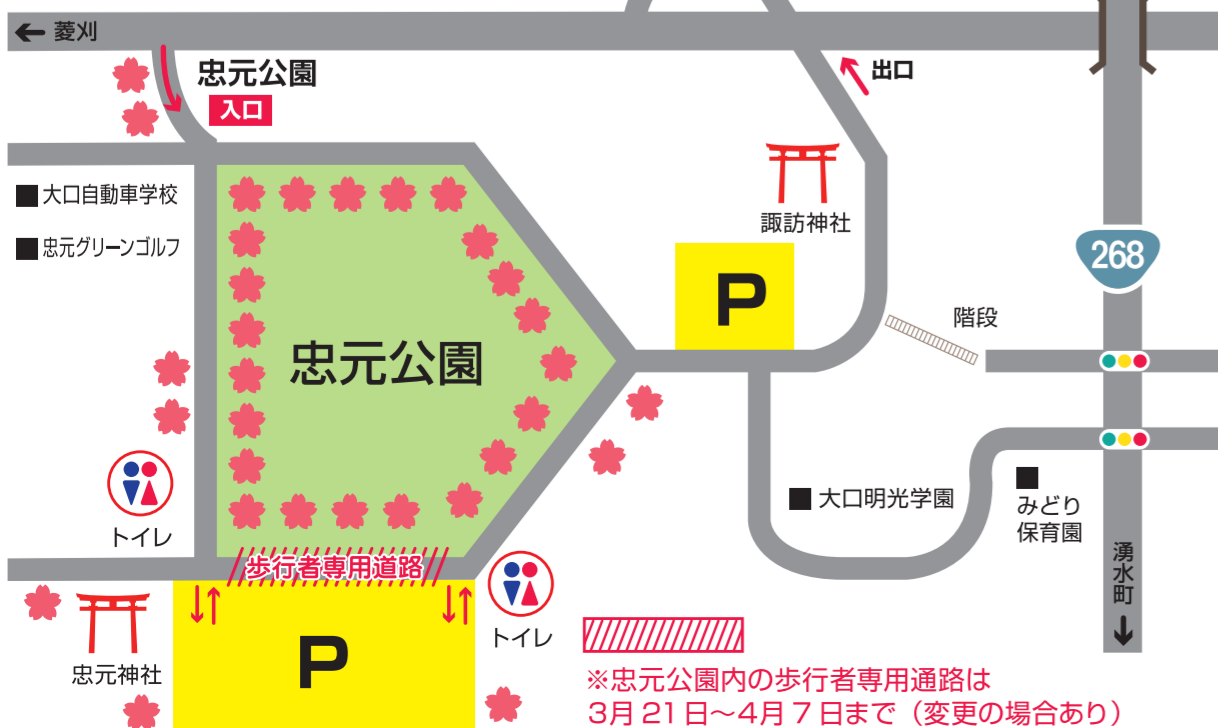 ← 菱刈
忠元公園
入口
出口
大口自動車学校
忠元グリーンゴルフ
諏訪神社
268
P
階段
忠元公園
大口明光学園
みどり
保育園
トイレ
湧水町
歩行者専用道路
トイレ
忠元神社
P
※忠元公園内の歩行者専用通路は
3月21日〜4月7日まで（変更の場合あり）